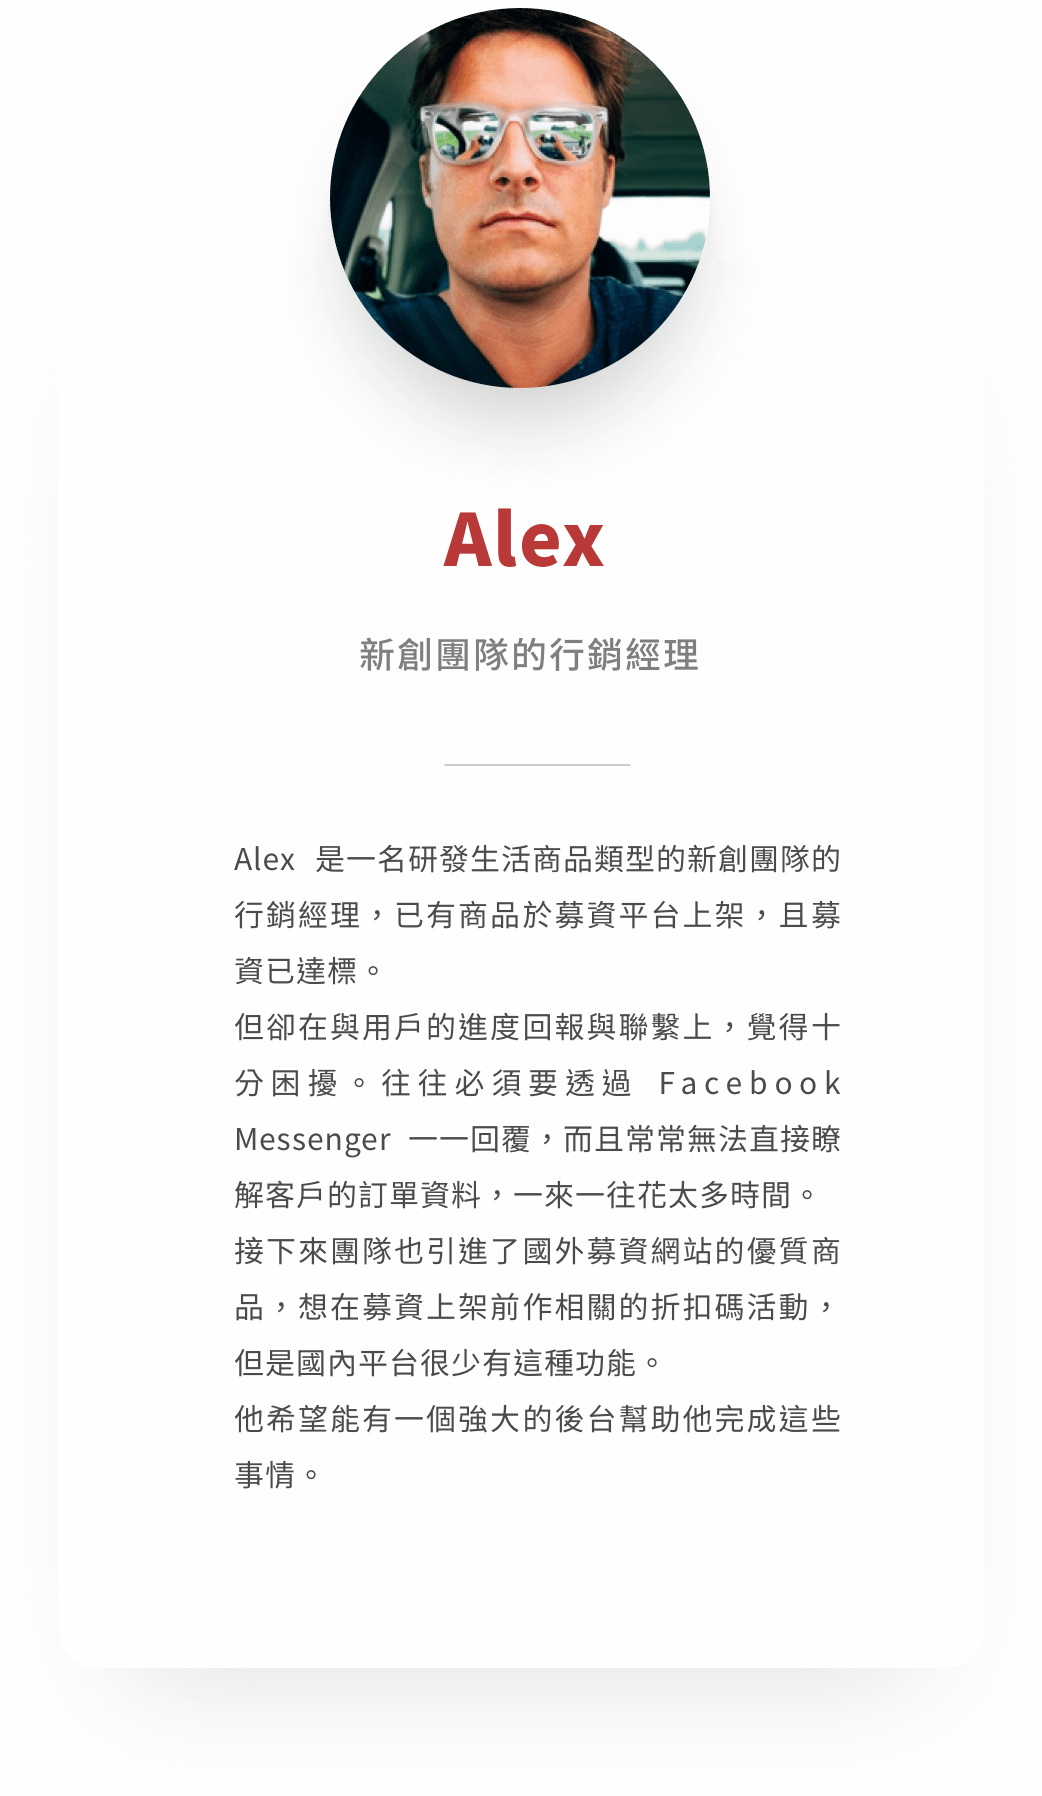 Alex
新創團隊的行銷經理
Alex 是一名研發生活商品類型的新創團隊的
行銷經理，已有商品於募資平台上架，且募
資已達標。
但卻在與用戶的進度回報與聯繫上，覺得十
分困擾。往往必須要透過 Facebook
Messenger 一一回覆，而且常常無法直接瞭
解客戶的訂單資料，一來一往花太多時間。
接下來團隊也引進了國外募資網站的優質商
品，想在募資上架前作相關的折扣碼活動，
但是國內平台很少有這種功能。
他希望能有一個強大的後台幫助他完成這些
事情。